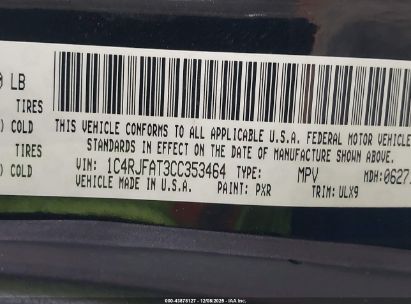 LB
TIRES
COLD
TIRES
COLD
THIS VEHICLE CONFORMS TO ALL APPLICABLE U.S.A. FEDERAL MOTOR VEHICLE
STANDARDS IN EFFECT ON THE DATE OF MANUFACTURE SHOWN ABOVE.
VIN: 1C4RJFAT3CC353464 TYPE: MPV MDH: 0627
VEHICLE MADE IN U.S.A. PAINT: PXR TRIM: ULX9